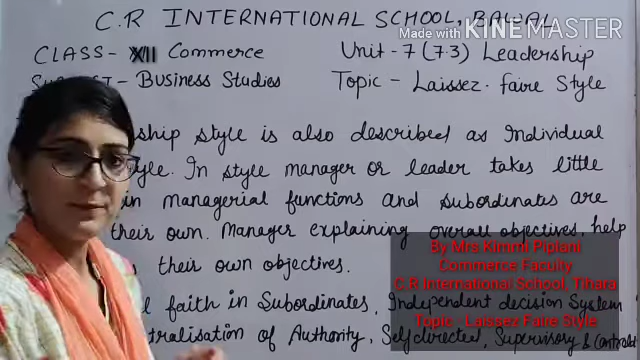 C.R INTERNATIONAL SCHOOL, BAWAL
Made with KINEMASTER
CLASS- XII Commerce
Unit-7 (7.3) Leadership
- Business Studies
Topic - Laissez. faire Style
ship style is also described as Individual
style. In style manager or leader takes little
in managerial functions and subordinates are
their own. Manager explaining overall objectives, help
their own objectives.
faith in Subordinates, Independent decision System
tralisation of Authority, Self directed, Supervisory &
By Mrs Kimmi Piplani
Commerce Faculty
C.R International School, Tihara
Topic - Laissez Faire Style